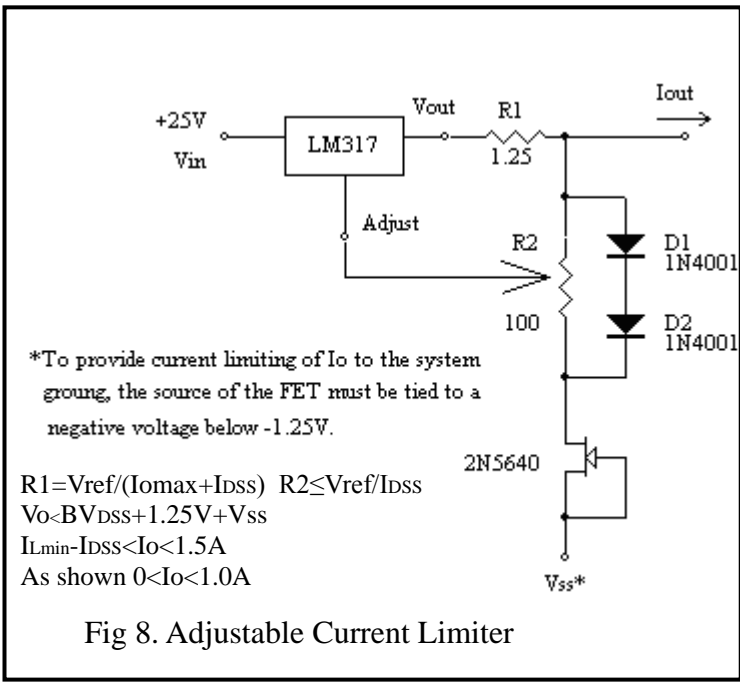 Iout
Vout
R1
+25V
LM317
Vin
1.25
Adjust
R2
D1
1N4001
100
D2
1N4001
*To provide current limiting of Io to the system
groung, the source of the FET must be tied to a
negative voltage below -1.25V.
2N5640
R1=Vref/(Iomax+IDSS) R2≤Vref/IDSS
Vo<BVDSS+1.25V+Vss
ILmin-IDSS<Io<1.5A
As shown 0<Io<1.0A
Vss*
Fig 8. Adjustable Current Limiter